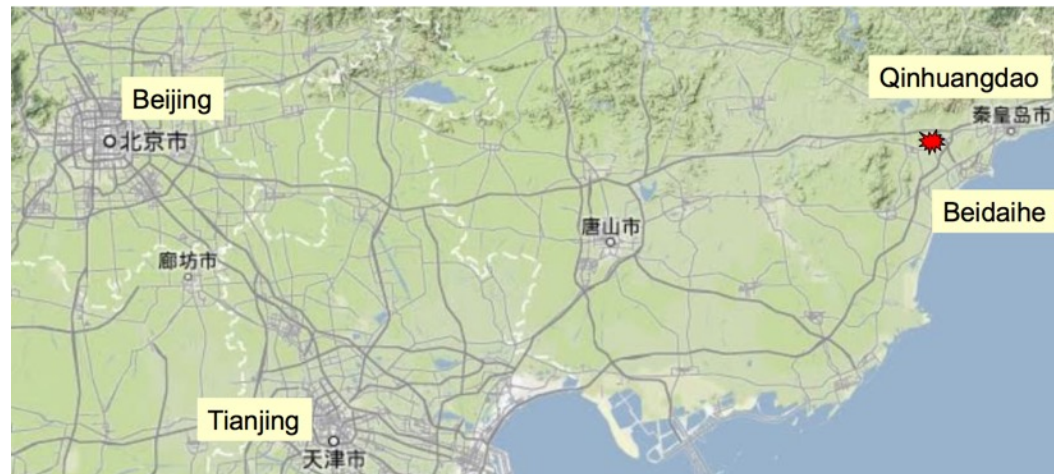 Beijing
北京市
Qinhuangdao
秦皇岛市
Beidaihe
唐山市
廊坊市
Tianjing
天津市